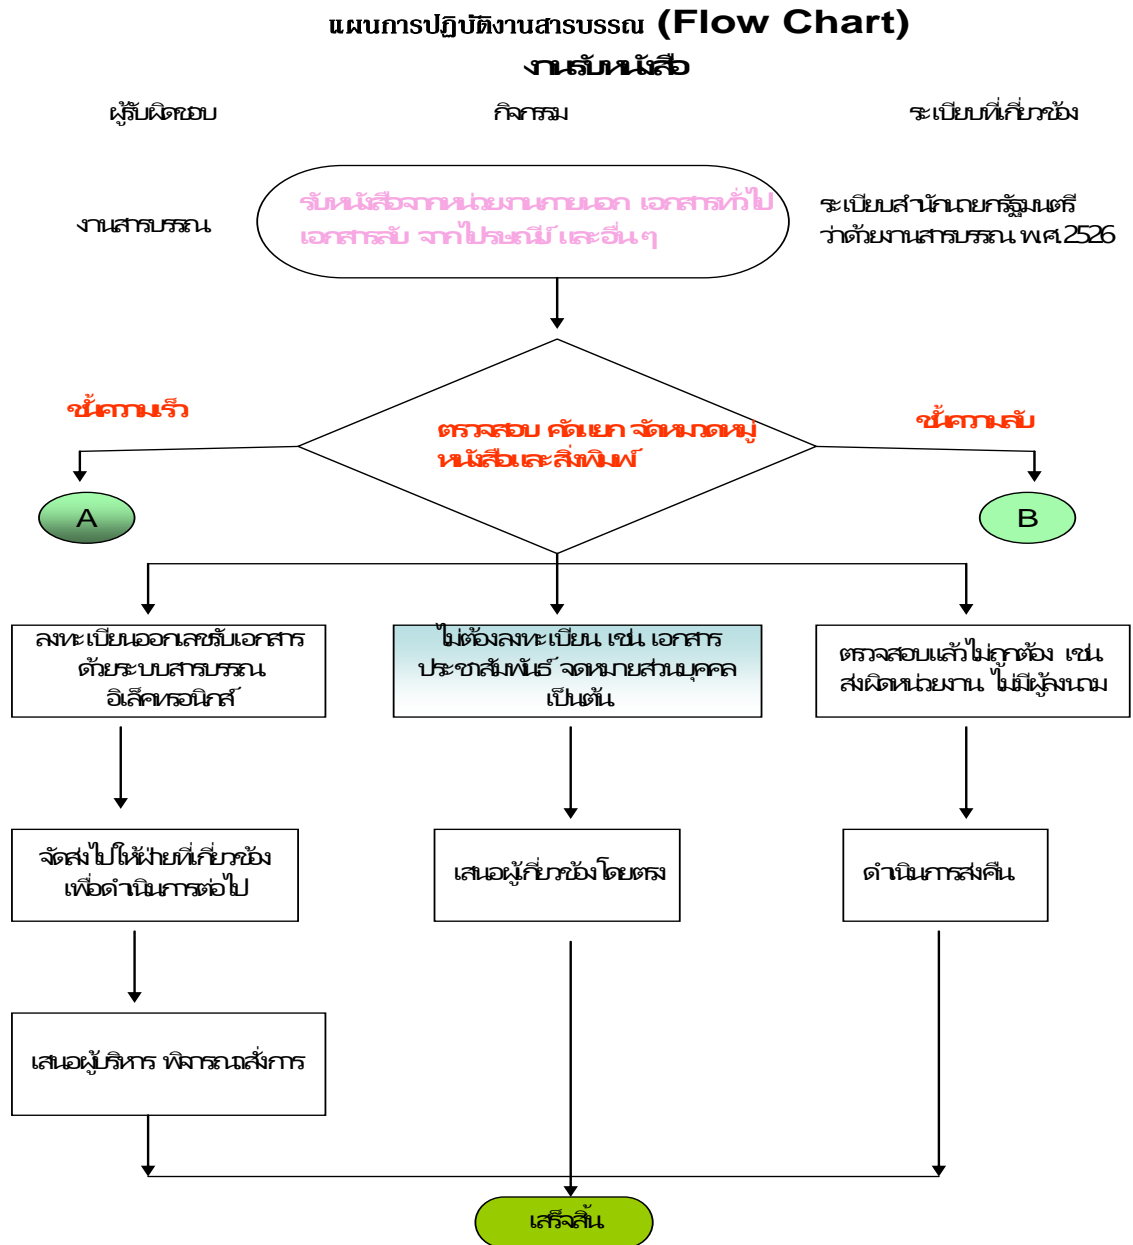 แผนการปฏิบัติงานสารบรรณ (Flow Chart)
งานรับหนังสือ
ผู้รับผิดชอบ กิจกรรม ระเบียบที่เกี่ยวข้อง
งานสารบรรณ
รับหนังสือจากหน่วยงานภายนอก เอกสารทั่วไป
เอกสารลับ จากไปรษณีย์ และอื่น ๆ
ระเบียบสำนักนายกรัฐมนตรี
ว่าด้วยงานสารบรรณ พ.ศ.2526
ชั้นความเร็ว
ตรวจสอบ คัดแยก จัดหมวดหมู่
หนังสือและสิ่งพิมพ์
ชั้นความลับ
A
B
ลงทะเบียนออกเลขรับเอกสาร
ด้วยระบบสารบรรณ
อิเล็คทรอนิกส์
ไม่ต้องลงทะเบียน เช่น เอกสาร
ประชาสัมพันธ์ จดหมายส่วนบุคคล
เป็นต้น
ตรวจสอบแล้วไม่ถูกต้อง เช่น
ส่งผิดหน่วยงาน ไม่มีผู้ลงนาม
จัดส่งไปให้ฝ่ายที่เกี่ยวข้อง
เพื่อดำเนินการต่อไป
เสนอผู้เกี่ยวข้องโดยตรง
ดำเนินการส่งคืน
เสนอผู้บริหาร พิจารณาสั่งการ
เสร็จสิ้น